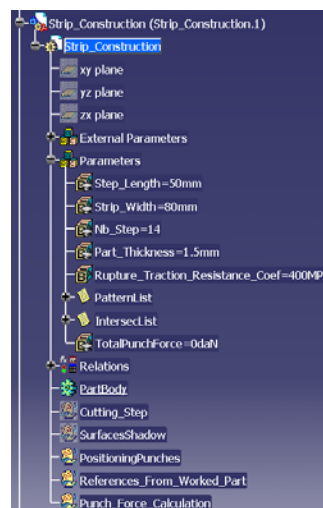 Strip_Construction (Strip_Construction.1)
Strip_Construction
xy plane
yz plane
zx plane
External Parameters
Parameters
Step_Length=50mm
Strip_Width=80mm
Nb_Step=14
Part_Thickness=1.5mm
Rupture_Traction_Resistance_Coef=400MP
PatternList
IntersecList
TotalPunchForce=0daN
Relations
PartBody
Cutting_Step
SurfacesShadow
PositioningPunches
References_From_Worked_Part
Punch_Force_Calculation